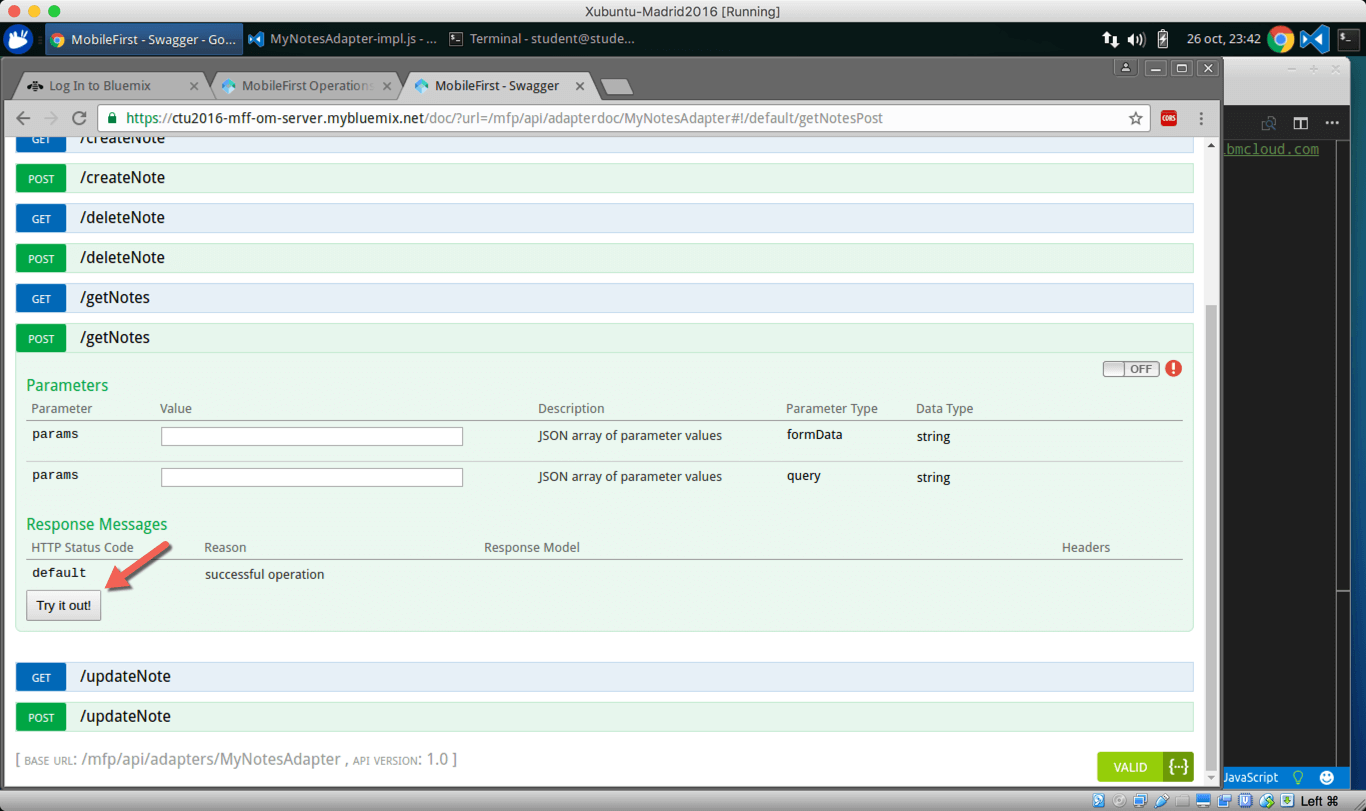 Xubuntu-Madrid2016 [Running]
MobileFirst - Swagger - Go... MyNotesAdapter-impl.js - ... Terminal - student@stude... 26 oct, 23:42
Log In to Bluemix MobileFirst Operations MobileFirst - Swagger
https://ctu2016-mff-om-server.mybluemix.net/doc/?url=/mfp/api/adapterdoc/MyNotesAdapter#!/default/getNotesPost CORS
GET /createNote
bmcloud.com
POST /createNote
GET /deleteNote
POST /deleteNote
GET /getNotes
POST /getNotes
OFF
Parameters
Parameter Value Description Parameter Type Data Type
params JSON array of parameter values formData string
params JSON array of parameter values query string
Response Messages
HTTP Status Code Reason Response Model Headers
default successful operation
Try it out!
GET /updateNote
POST /updateNote
[ BASE URL: /mfp/api/adapters/MyNotesAdapter , API VERSION: 1.0 ]
VALID {···}
JavaScript
Left ⌘